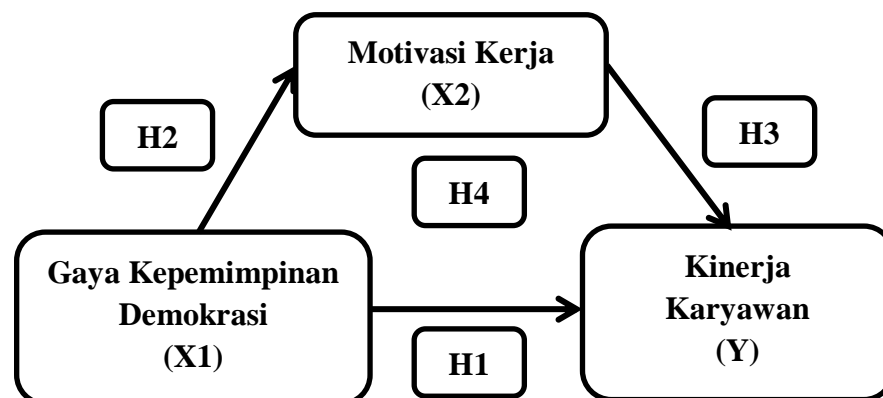 Motivasi Kerja
(X2)
H2
H3
H4
Gaya Kepemimpinan
Demokrasi
(X1)
Kinerja
Karyawan
(Y)
H1